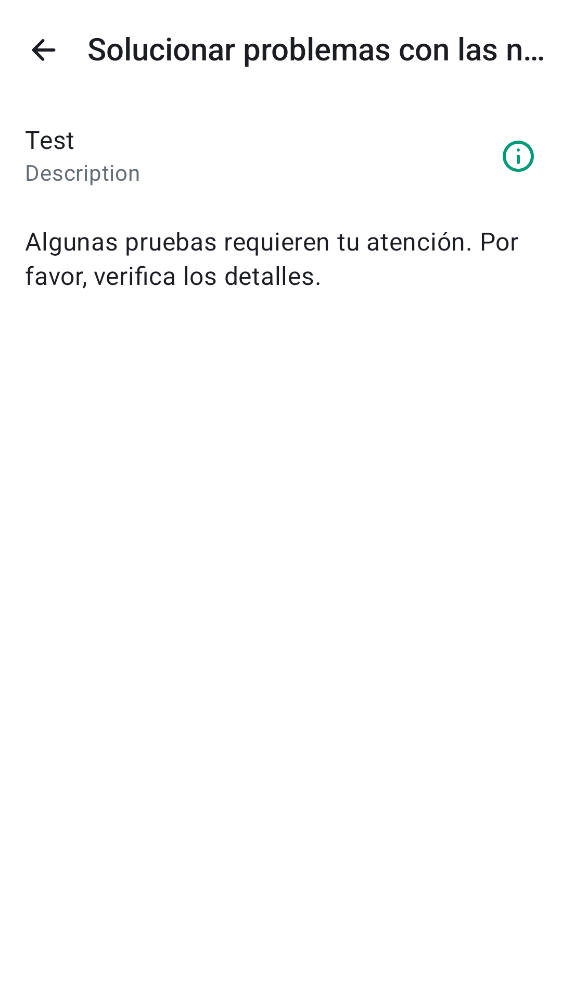 Solucionar problemas con las n...
Test
Description
Algunas pruebas requieren tu atención. Por
favor, verifica los detalles.